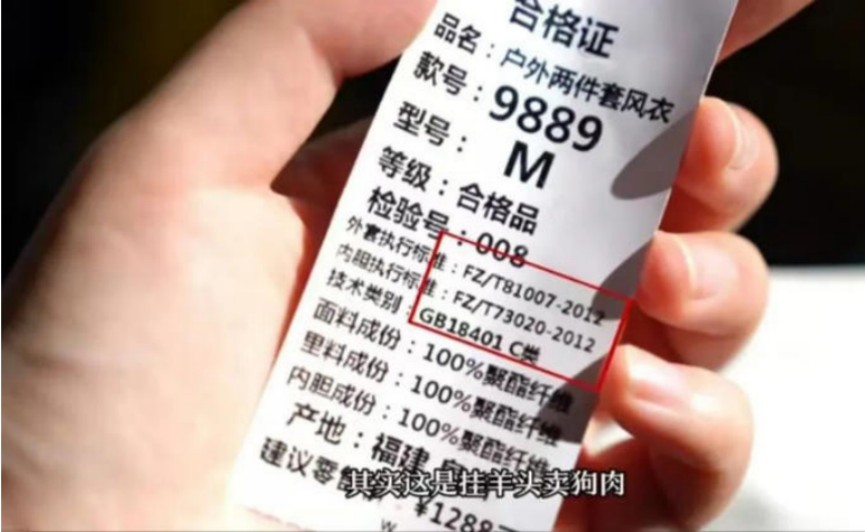 合格证
品名：户外两件套风衣
款号：9889
型号：M
等级：合格品
检验号：008
外套执行标准：FZ/T81007-2012
内胆执行标准：FZ/T73020-2012
技术类别：GB18401 C类
面料成份：100%聚酯纤维
里料成份：100%聚酯纤维
内胆成份：100%聚酯纤维
产地：福建
建议零
¥1288
其实这是挂羊头卖狗肉